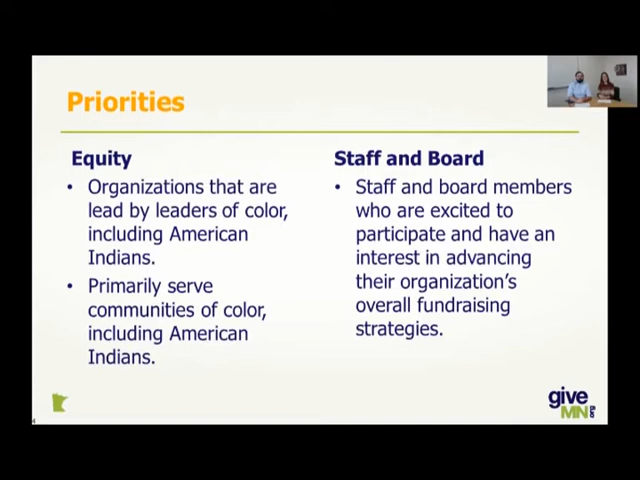 Priorities
Equity
• Organizations that are
lead by leaders of color,
including American
Indians.
• Primarily serve
communities of color,
including American
Indians.
Staff and Board
• Staff and board members
who are excited to
participate and have an
interest in advancing
their organization's
overall fundraising
strategies.
4
give
MN.org